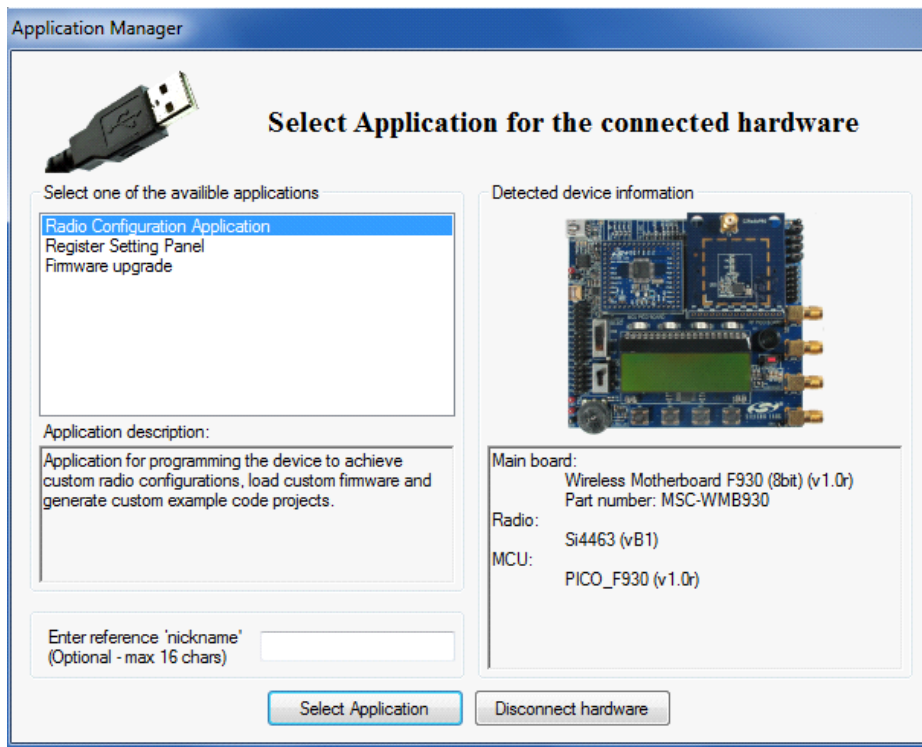 Application Manager
Select Application for the connected hardware
Select one of the availible applications
Radio Configuration Application
Register Setting Panel
Firmware upgrade
Application description:
Application for programming the device to achieve
custom radio configurations, load custom firmware and
generate custom example code projects.
Enter reference 'nickname'
(Optional - max 16 chars)
Detected device information
Main board:
Wireless Motherboard F930 (8bit) (v1.0r)
Part number: MSC-WMB930
Radio:
Si4463 (vB1)
MCU:
PICO_F930 (v1.0r)
Select Application
Disconnect hardware